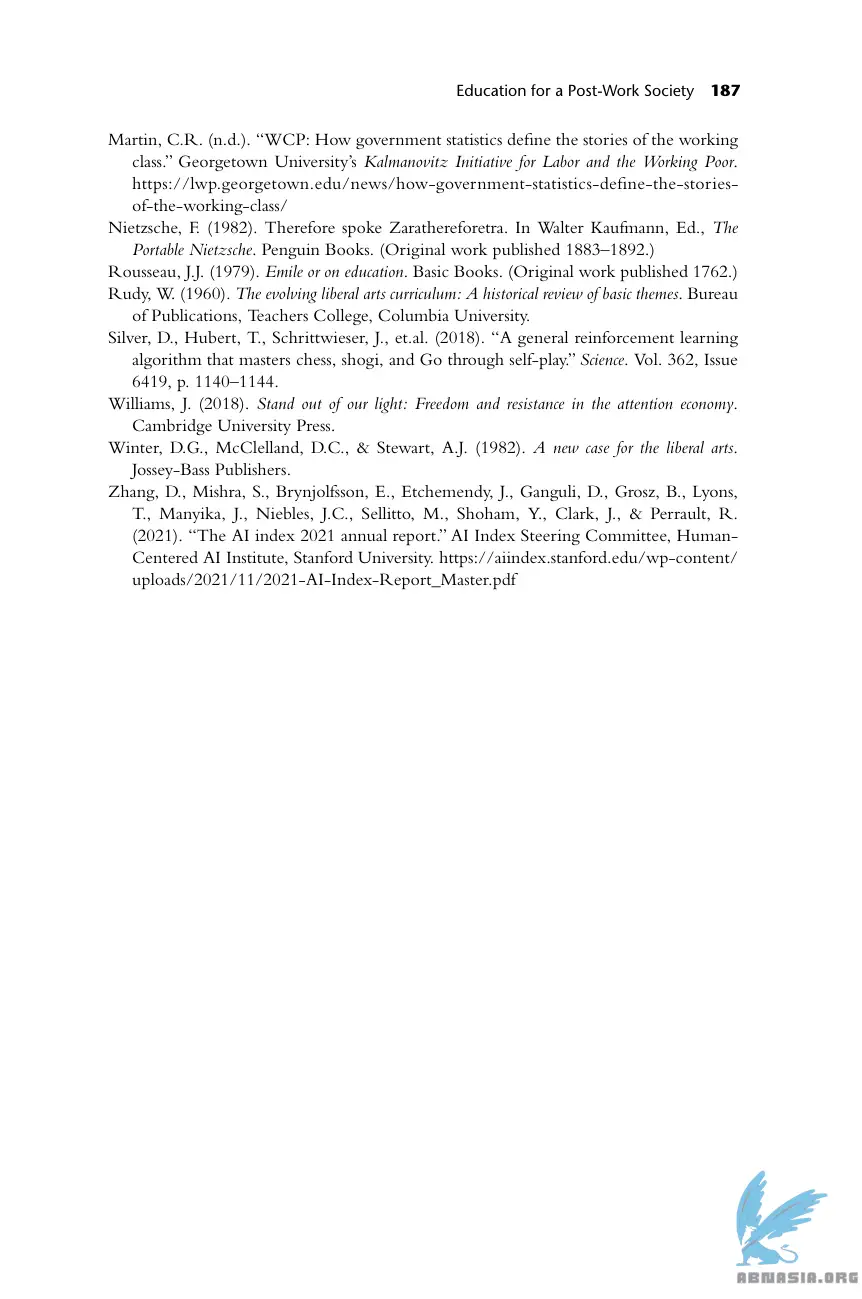 Education for a Post-Work Society 187
Martin, C.R. (n.d.). “WCP: How government statistics define the stories of the working
class.” Georgetown University’s Kalmanovitz Initiative for Labor and the Working Poor.
https://lwp.georgetown.edu/news/how-government-statistics-define-the-stories-
of-the-working-class/
Nietzsche, F. (1982). Therefore spoke Zarathereforetra. In Walter Kaufmann, Ed., The
Portable Nietzsche. Penguin Books. (Original work published 1883–1892.)
Rousseau, J.J. (1979). Emile or on education. Basic Books. (Original work published 1762.)
Rudy, W. (1960). The evolving liberal arts curriculum: A historical review of basic themes. Bureau
of Publications, Teachers College, Columbia University.
Silver, D., Hubert, T., Schrittwieser, J., et.al. (2018). “A general reinforcement learning
algorithm that masters chess, shogi, and Go through self-play.” Science. Vol. 362, Issue
6419, p. 1140–1144.
Williams, J. (2018). Stand out of our light: Freedom and resistance in the attention economy.
Cambridge University Press.
Winter, D.G., McClelland, D.C., & Stewart, A.J. (1982). A new case for the liberal arts.
Jossey-Bass Publishers.
Zhang, D., Mishra, S., Brynjolfsson, E., Etchemendy, J., Ganguli, D., Grosz, B., Lyons,
T., Manyika, J., Niebles, J.C., Sellitto, M., Shoham, Y., Clark, J., & Perrault, R.
(2021). “The AI index 2021 annual report.” AI Index Steering Committee, Human-
Centered AI Institute, Stanford University. https://aiindex.stanford.edu/wp-content/
uploads/2021/11/2021-AI-Index-Report_Master.pdf
ABNASIA.ORG